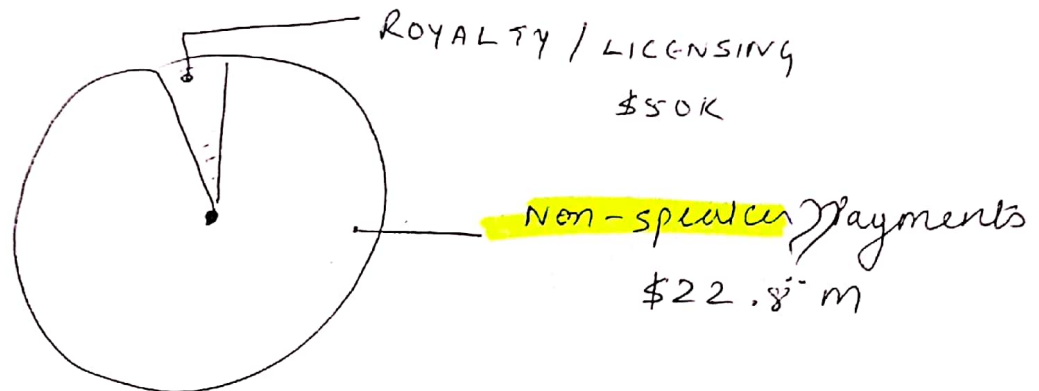 ROYALTY / LICENSING
$50K
Non-speaker Payments
$22.8 m